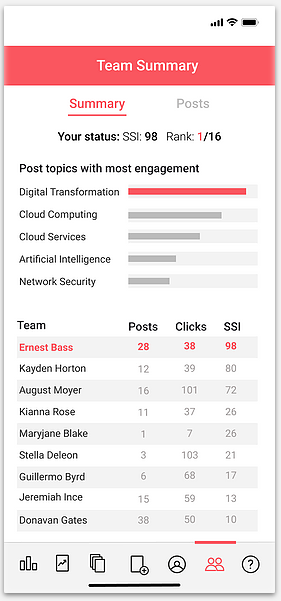 Team Summary
Summary Posts
Your status: SSI: 98 Rank: 1/16
Post topics with most engagement
Digital Transformation
Cloud Computing
Cloud Services
Artificial Intelligence
Network Security
Team Posts Clicks SSI
Ernest Bass 28 38 98
Kayden Horton 12 39 80
August Moyer 16 101 72
Kianna Rose 11 37 26
Maryjane Blake 1 7 26
Stella Deleon 3 103 21
Guillermo Byrd 6 68 17
Jeremiah Ince 15 59 13
Donavan Gates 38 50 10
?